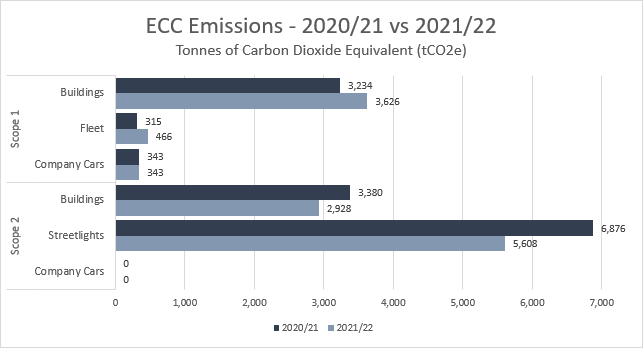 ECC Emissions - 2020/21 vs 2021/22
Tonnes of Carbon Dioxide Equivalent (tCO2e)
Scope 1
Buildings
3,234
3,626
Fleet
315
466
Company Cars
343
343
Scope 2
Buildings
3,380
2,928
Streetlights
6,876
5,608
Company Cars
0
0
0 1,000 2,000 3,000 4,000 5,000 6,000 7,000
2020/21 2021/22